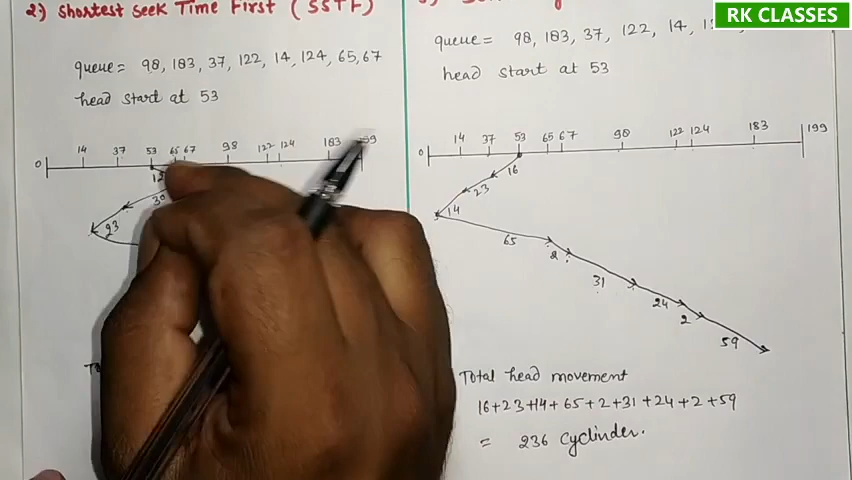 RK CLASSES
2.) Shortest Seek Time First (SSTF)
queue = 98, 183, 37, 122, 14, 124, 65, 67
head start at 53
0 14 37 53 65 67 98 122 124 183 199
30
23
queue = 98, 183, 37, 122, 14,
head start at 53
0 14 37 53 65 67 98 122 124 183 199
16
23
14
65
2
31
24
2
59
Total head movement
16+23+14+65+2+31+24+2+59
= 236 cyclinder.